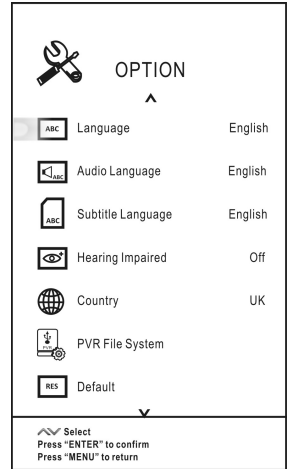 OPTION
ABC Language English
ABC Audio Language English
ABC Subtitle Language English
Hearing Impaired Off
Country UK
PVR PVR File System
RES Default
Select
Press “ENTER” to confirm
Press “MENU” to return